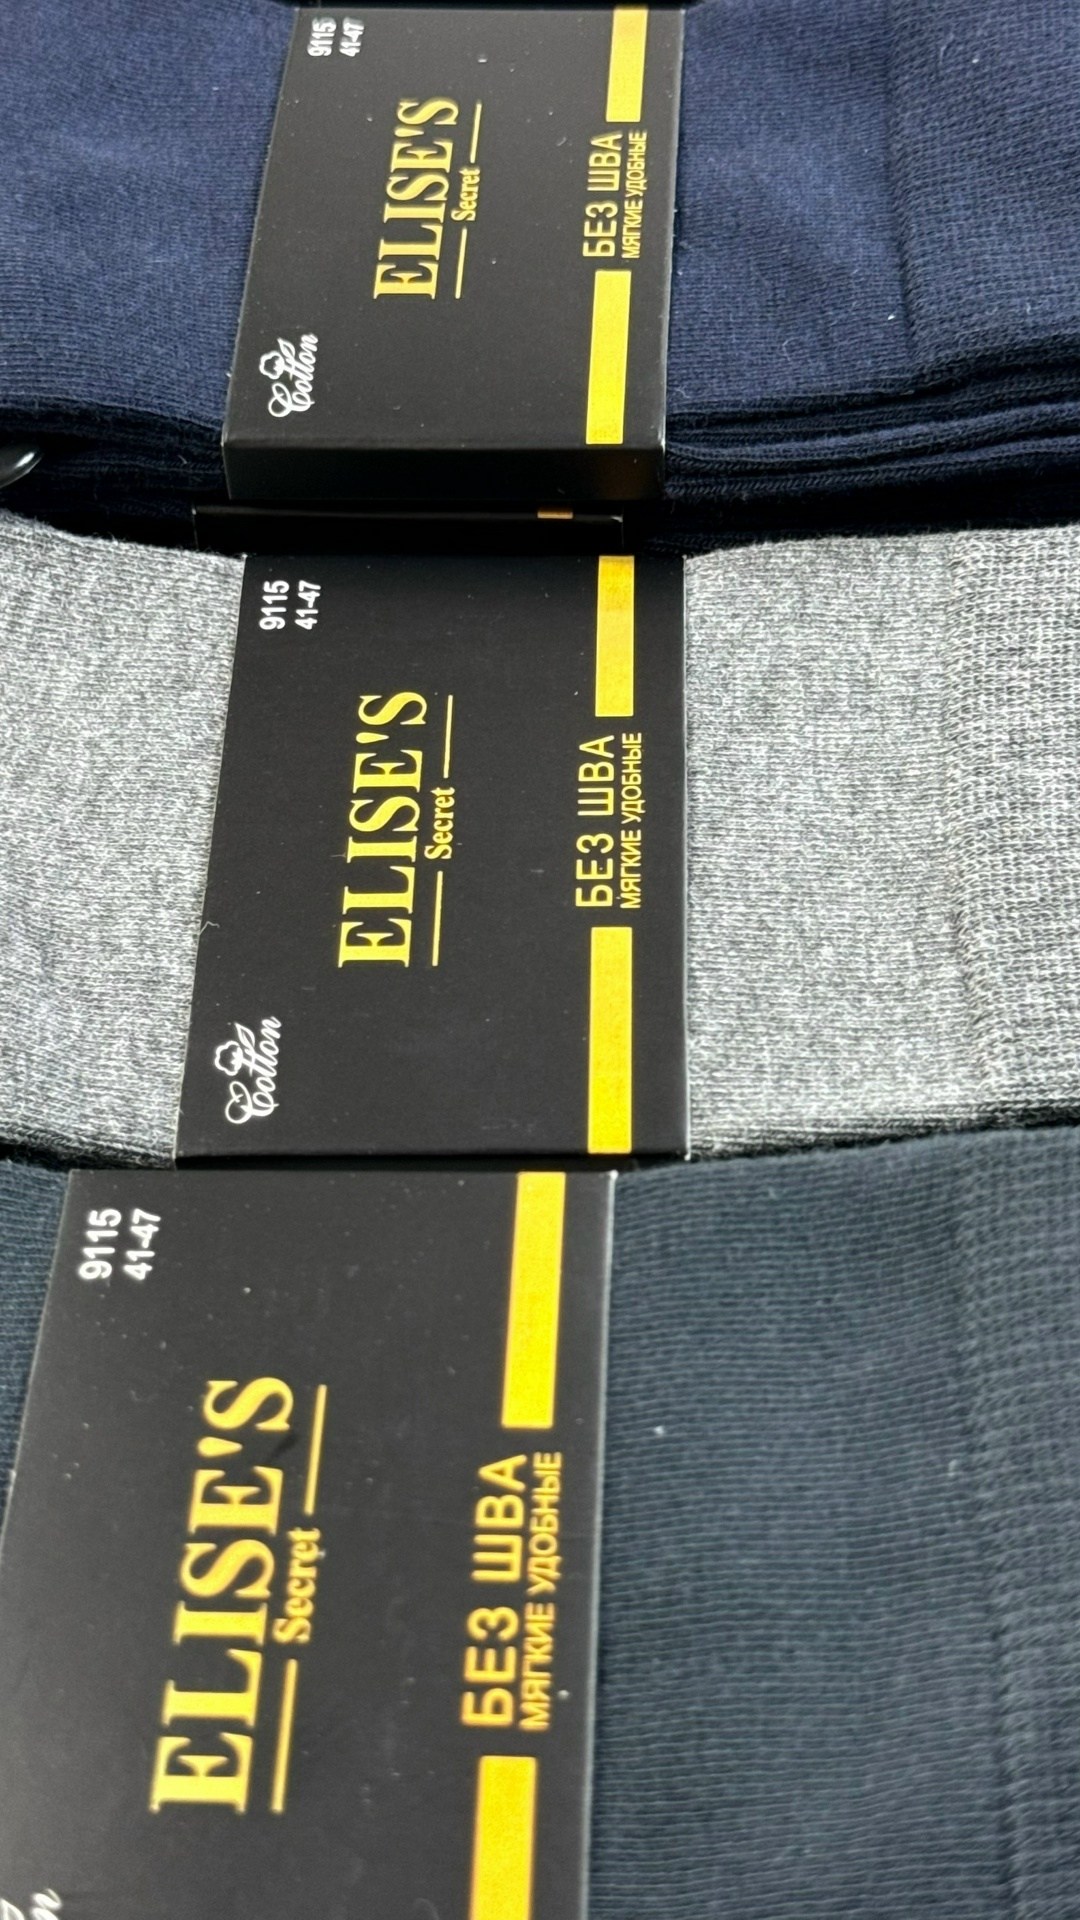 9115
41-47
ELISE'S
Secret
БЕЗ ШВА
МЯГКИЕ УДОБНЫЕ
Cotton
9115
41-47
ELISE'S
Secret
БЕЗ ШВА
МЯГКИЕ УДОБНЫЕ
Cotton
9115
41-47
ELISE'S
Secret
БЕЗ ШВА
МЯГКИЕ УДОБНЫЕ